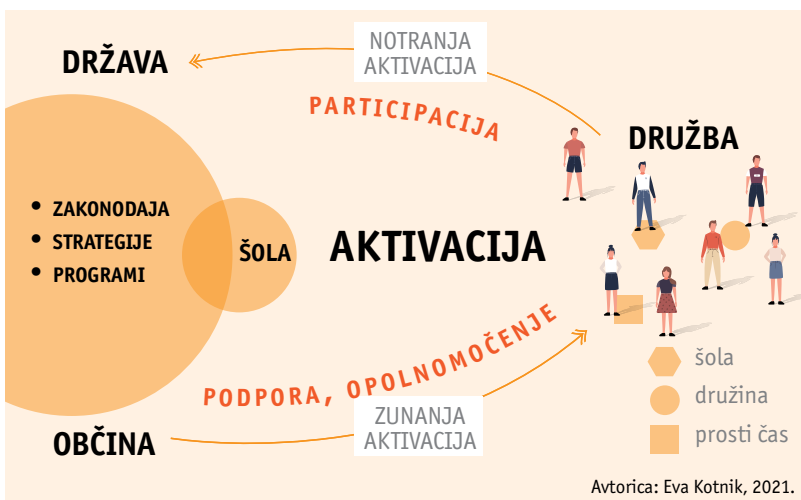 DRŽAVA
NOTRANJA
AKTIVACIJA
PARTICIPACIJA
DRUŽBA
• ZAKONODAJA
• STRATEGIJE
• PROGRAMI
ŠOLA
AKTIVACIJA
PODPORA, OPOLNOMOČENJE
OBČINA
ZUNANJA
AKTIVACIJA
šola
družina
prosti čas
Avtorica: Eva Kotnik, 2021.